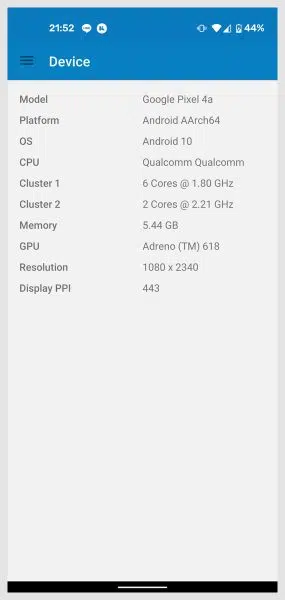 21:52 44%
Device
Model Google Pixel 4a
Platform Android AArch64
OS Android 10
CPU Qualcomm Qualcomm
Cluster 1 6 Cores @ 1.80 GHz
Cluster 2 2 Cores @ 2.21 GHz
Memory 5.44 GB
GPU Adreno (TM) 618
Resolution 1080 x 2340
Display PPI 443